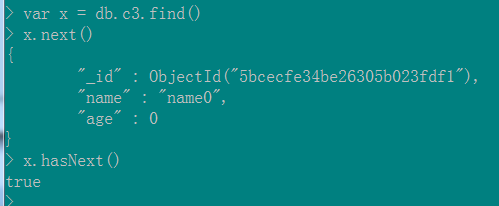 > var x = db.c3.find()
> x.next()
{
        "_id" : ObjectId("5bcecfe34be26305b023fdf1"),
        "name" : "name0",
        "age" : 0
}
> x.hasNext()
true
>